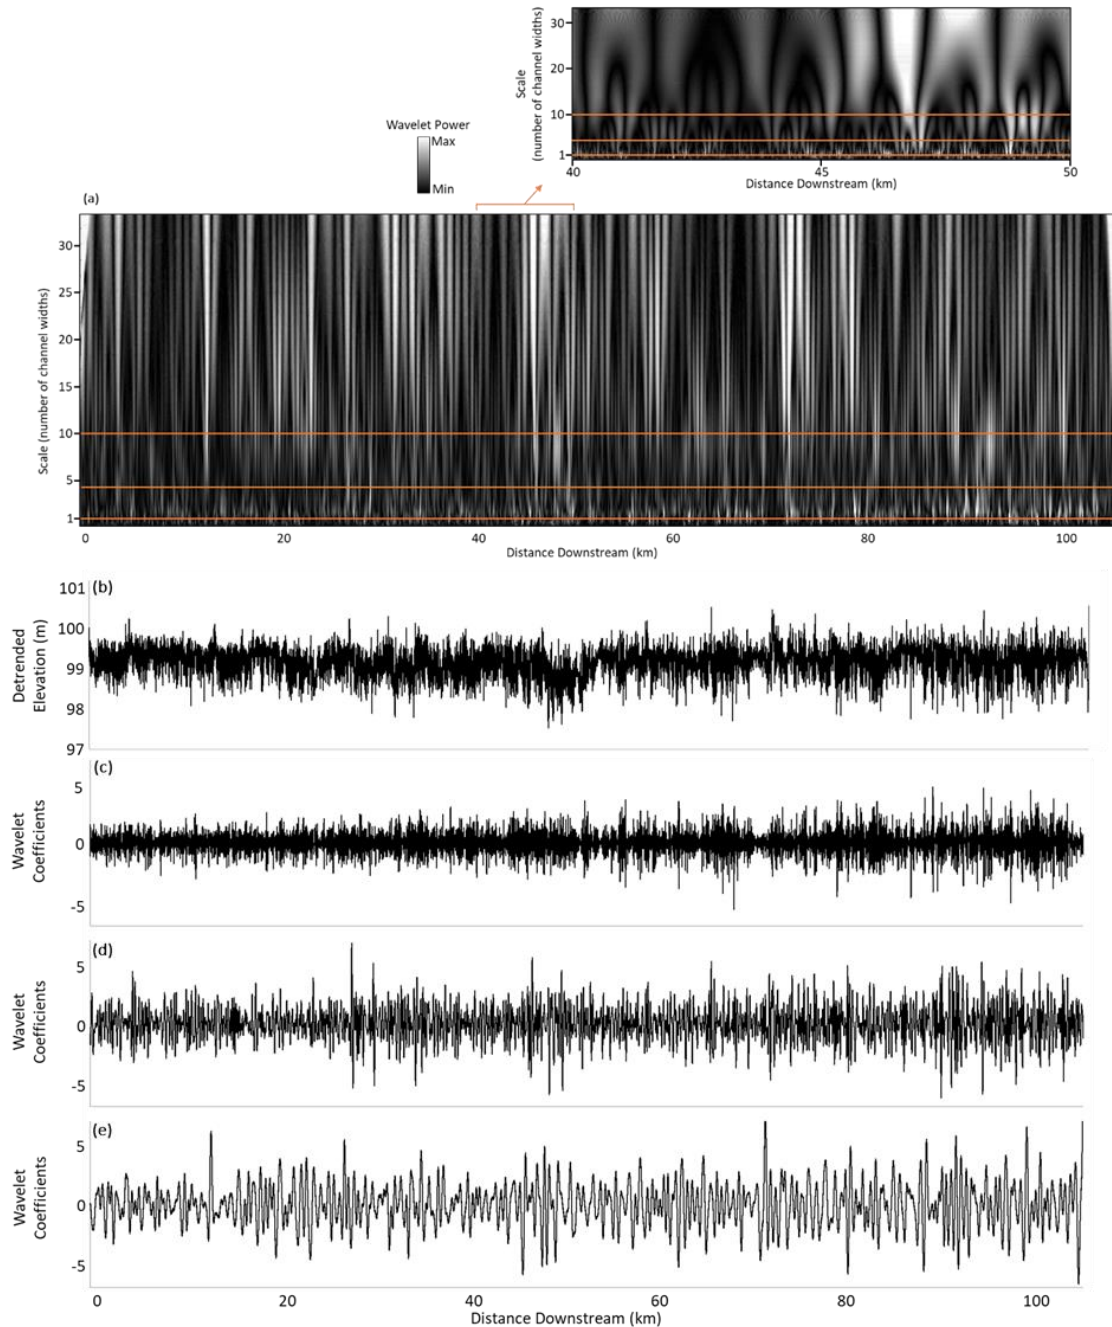 30
20
10
1
Scale
(number of channel widths)
40
45
50
Distance Downstream (km)
Wavelet Power
Max
Min
(a)
30
25
20
15
10
5
1
Scale (number of channel widths)
0
20
40
60
80
100
Distance Downstream (km)
(b)
101
100
99
98
97
Detrended
Elevation (m)
(c)
5
0
-5
Wavelet
Coefficients
(d)
5
0
-5
Wavelet
Coefficients
(e)
5
0
-5
Wavelet
Coefficients
0
20
40
60
80
100
Distance Downstream (km)